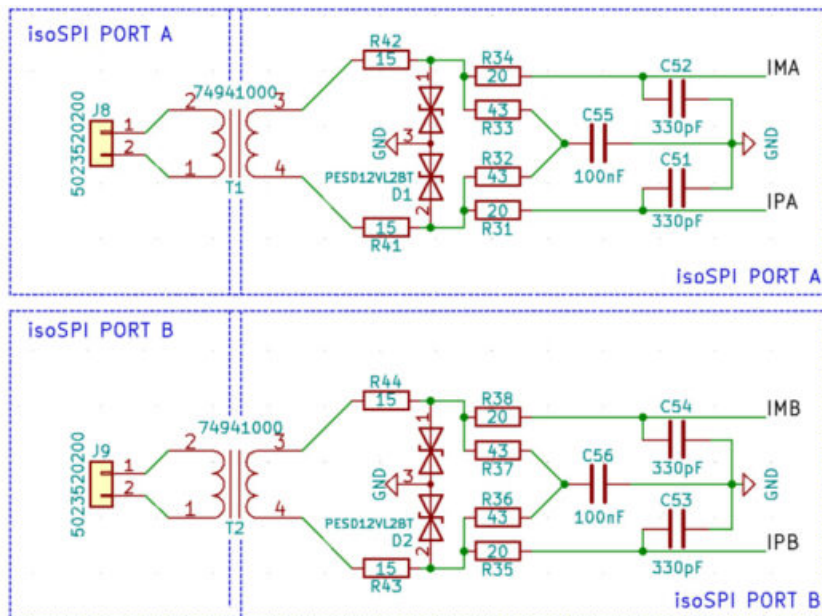 isoSPI PORT A
R42
15
R34
20
C52
IMA
74941000
J8
2
3
1
43
R33
330pF
1
2
C55
GND
3
GND
5023520200
R32
43
C51
PESD12VL2BT
D1
100nF
1
4
T1
2
20
R31
330pF
IPA
15
R41
isoSPI PORT A
isoSPI PORT B
R44
15
R38
20
C54
IMB
74941000
J9
2
3
1
43
R37
330pF
1
2
C56
GND
3
GND
5023520200
R36
43
C53
PESD12VL2BT
D2
100nF
1
4
T2
2
20
R35
330pF
IPB
15
R43
isoSPI PORT B